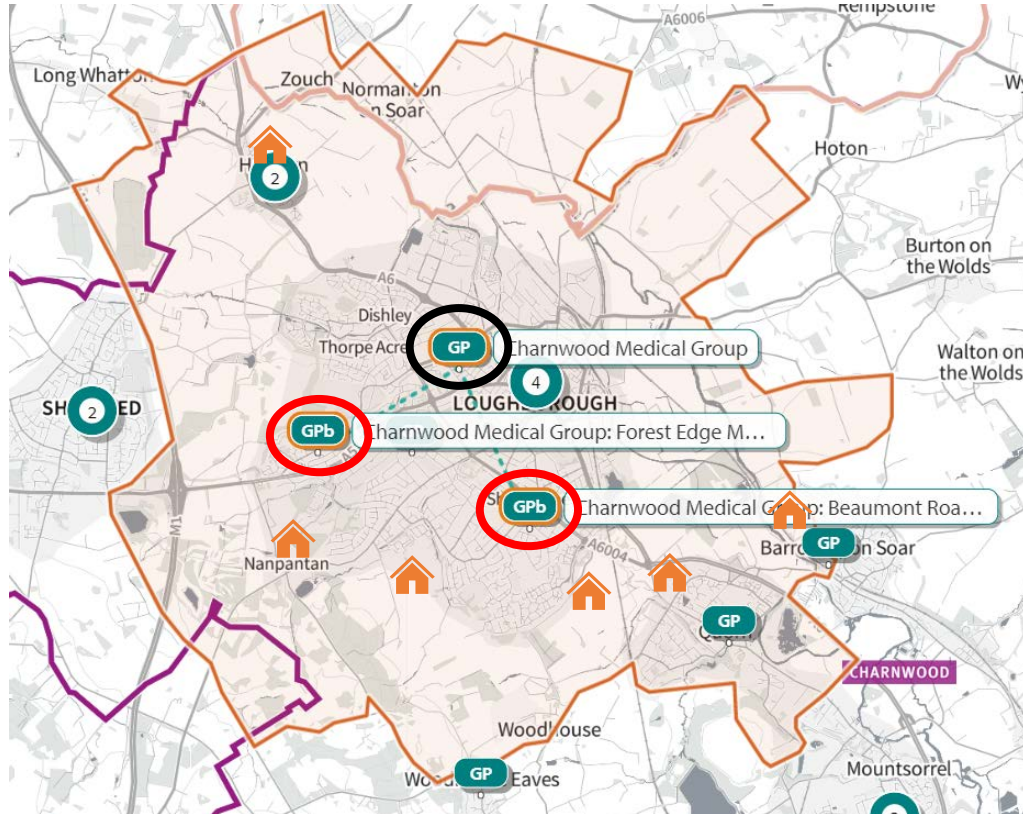 Rempstone
A6006
Long Whatton
Zouch
Normanton
on Soar
Hoton
2
Burton on
the Wolds
A6
Dishley
Thorpe Acre
GP
Charnwood Medical Group
Walton on
the Wolds
4
2
LOUGHBOROUGH
GPb
Charnwood Medical Group: Forest Edge M...
GPb
Charnwood Medical Group: Beaumont Roa...
M1
A6004
Nanpantan
GP
GP
CHARNWOOD
Woodhouse
GP
Eaves
Mountsorrel